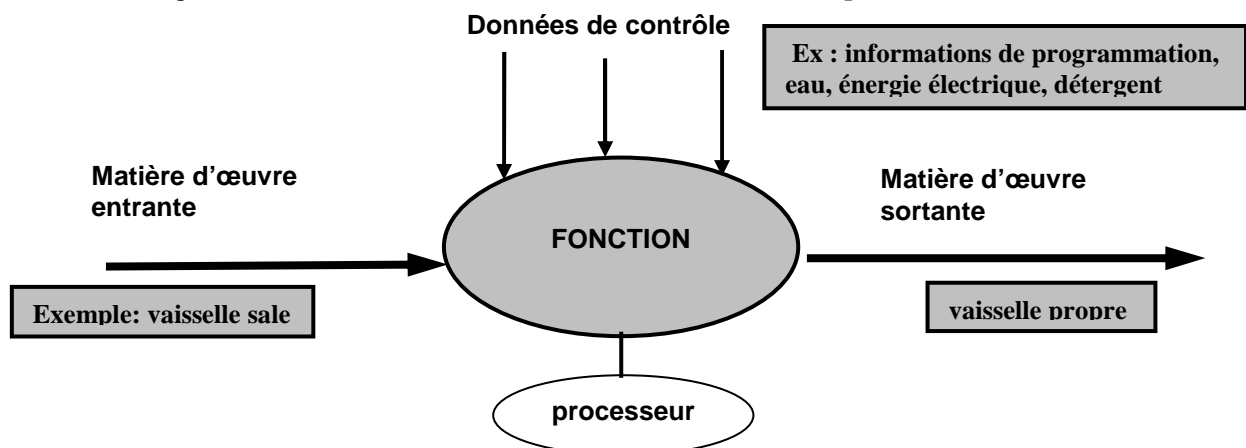 Données de contrôle
Ex : informations de programmation,
eau, énergie électrique, détergent
Matière d'œuvre
entrante
Matière d'œuvre
sortante
FONCTION
Exemple: vaisselle sale
vaisselle propre
processeur